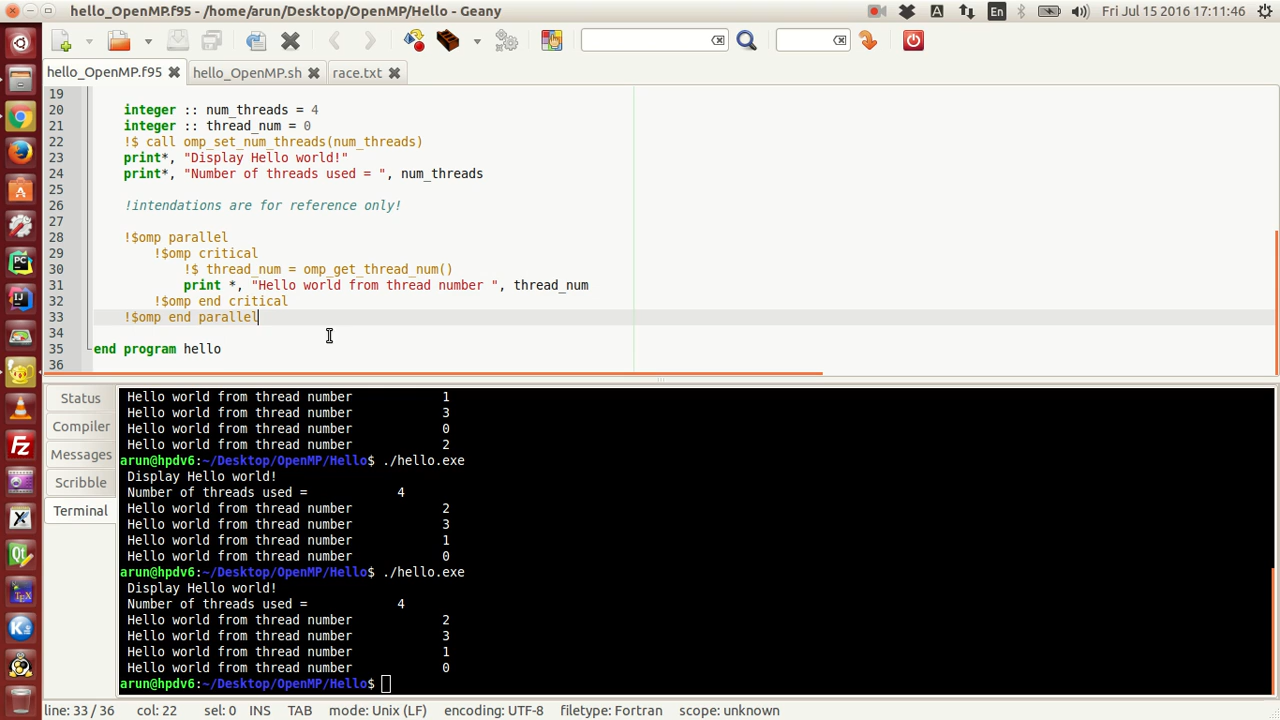 hello_OpenMP.f95 - /home/arun/Desktop/OpenMP/Hello - Geany
En
Fri Jul 15 2016 17:11:46
hello_OpenMP.f95
hello_OpenMP.sh
race.txt
19
20 integer :: num_threads = 4
21 integer :: thread_num = 0
22 !$ call omp_set_num_threads(num_threads)
23 print*, "Display Hello world!"
24 print*, "Number of threads used = ", num_threads
25
26 !intendations are for reference only!
27
28 !$omp parallel
29 !$omp critical
30 !$ thread_num = omp_get_thread_num()
31 print *, "Hello world from thread number ", thread_num
32 !$omp end critical
33 !$omp end parallel
34
35 end program hello
36
Status
Compiler
Messages
Scribble
Terminal
Hello world from thread number 1
Hello world from thread number 3
Hello world from thread number 0
Hello world from thread number 2
arun@hpdv6:~/Desktop/OpenMP/Hello$ ./hello.exe
Display Hello world!
Number of threads used = 4
Hello world from thread number 2
Hello world from thread number 3
Hello world from thread number 1
Hello world from thread number 0
arun@hpdv6:~/Desktop/OpenMP/Hello$ ./hello.exe
Display Hello world!
Number of threads used = 4
Hello world from thread number 2
Hello world from thread number 3
Hello world from thread number 1
Hello world from thread number 0
arun@hpdv6:~/Desktop/OpenMP/Hello$
line: 33 / 36 col: 22 sel: 0 INS TAB mode: Unix (LF) encoding: UTF-8 filetype: Fortran scope: unknown